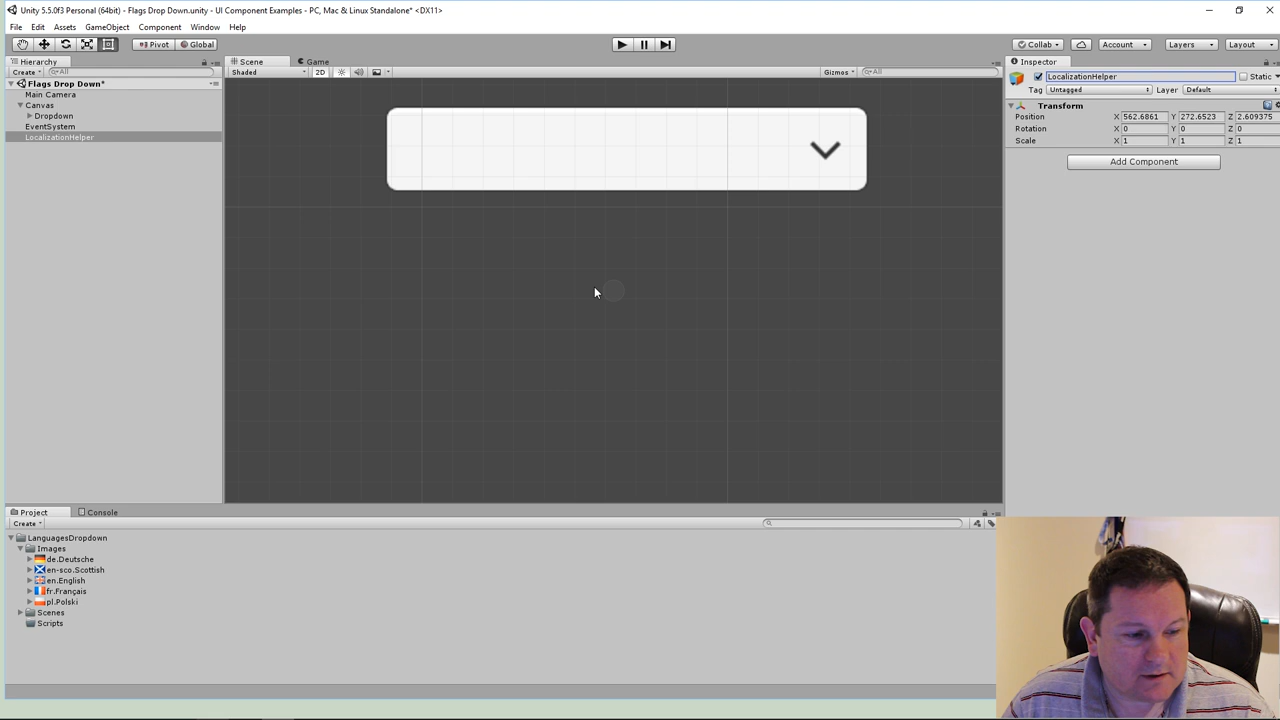 Unity 5.5.0f3 Personal (64bit) - Flags Drop Down.unity - UI Component Examples - PC, Mac & Linux Standalone* <DX11>
File Edit Assets GameObject Component Window Help
Pivot Global Collab Account Layers Layout
Hierarchy Scene Game Inspector
Create All Shaded 2D Gizmos All LocalizationHelper Static
Flags Drop Down*
Tag Untagged Layer Default
Main Camera
Canvas Transform
Dropdown Position X 562.6861 Y 272.6523 Z 2.609375
EventSystem Rotation X 0 Y 0 Z 0
LocalizationHelper Scale X 1 Y 1 Z 1
Add Component
Project Console
Create
LanguagesDropdown
Images
de.Deutsche
en-sco.Scottish
en.English
fr.Français
pl.Polski
Scenes
Scripts